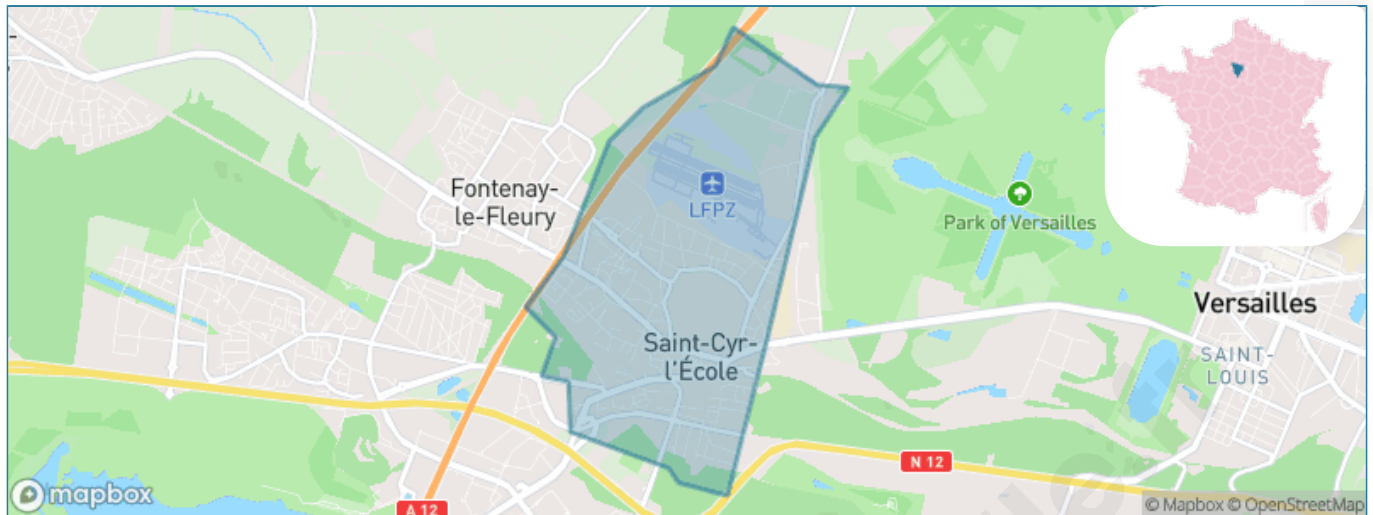 Fontenay-
le-Fleury
LFPZ
Park of Versailles
Versailles
Saint-Cyr-
l'École
SAINT-
LOUIS
N 12
A 12
mapbox
© Mapbox © OpenStreetMap